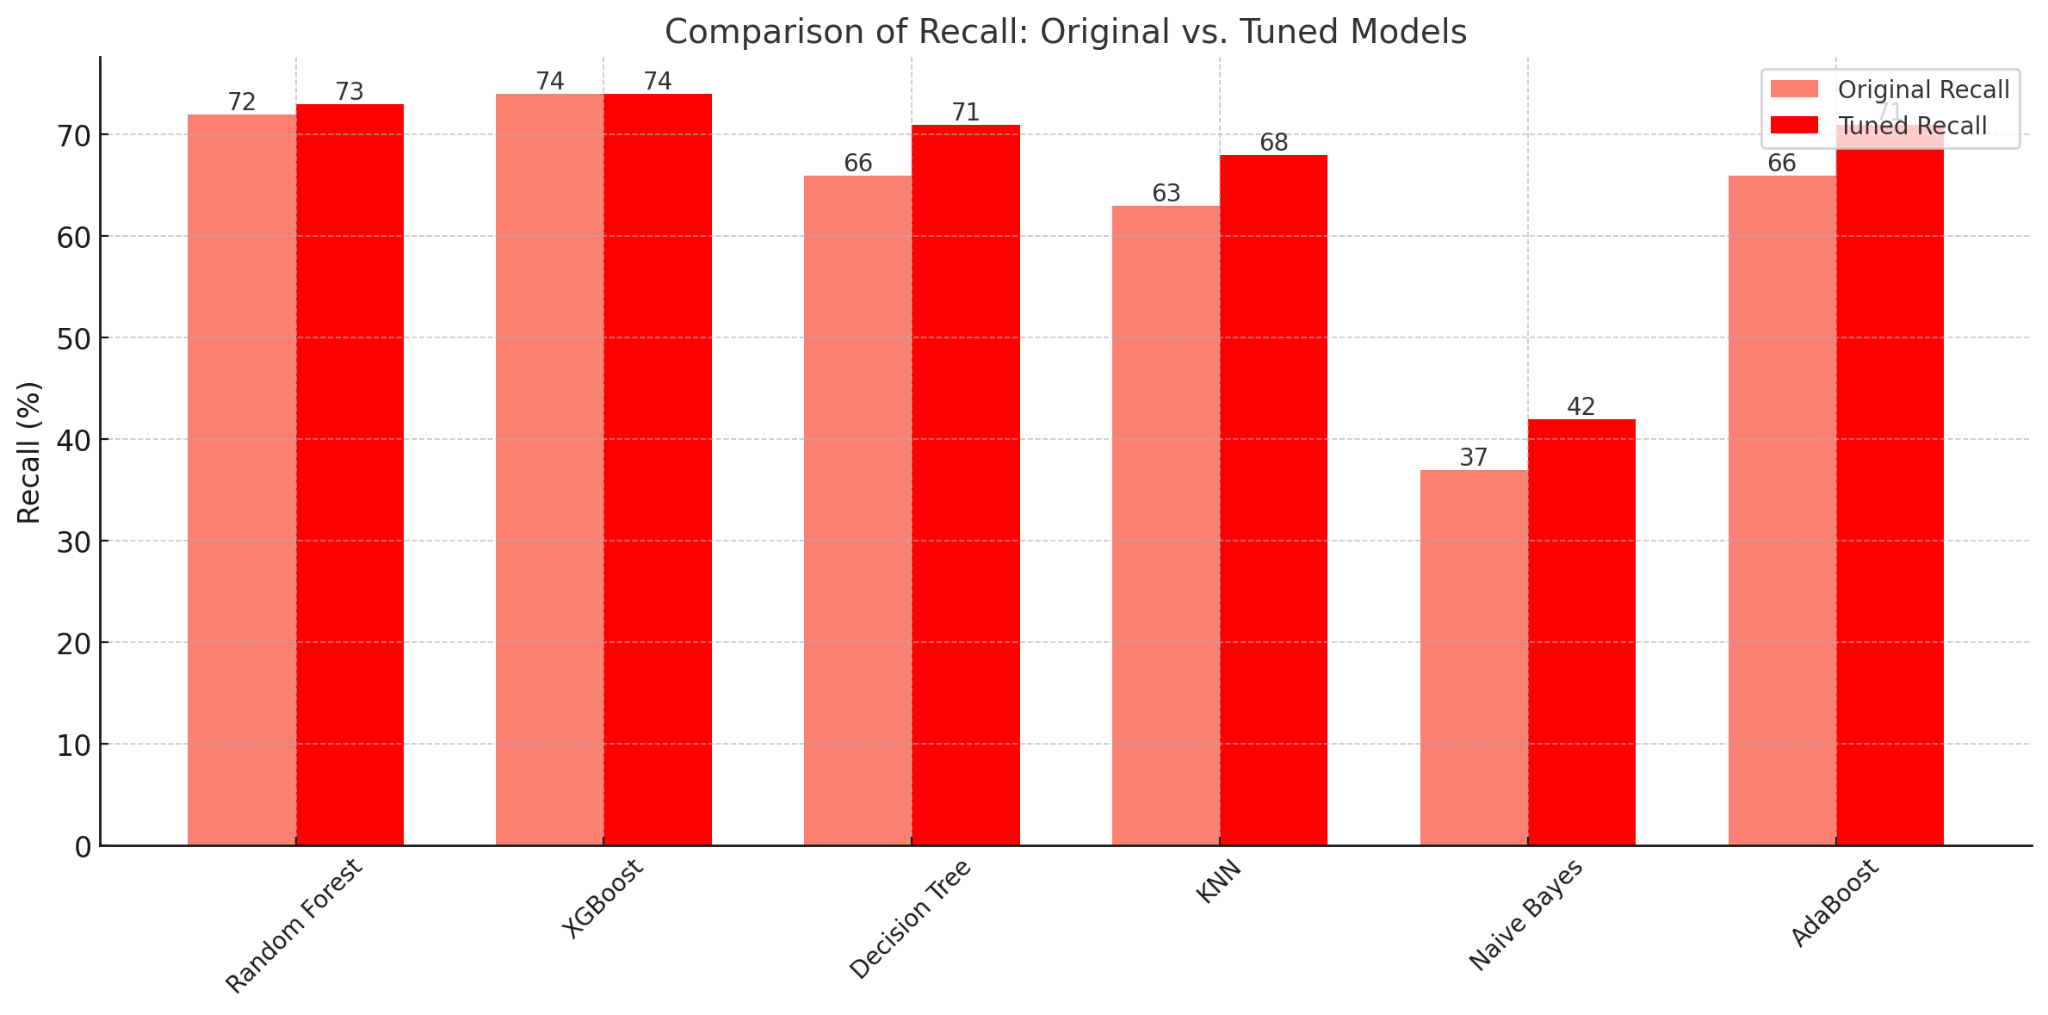 Comparison of Recall: Original vs. Tuned Models
Original Recall
Tuned Recall
72
73
74
74
66
71
63
68
37
42
66
71
Recall (%)
70
60
50
40
30
20
10
0
Random Forest
XGBoost
Decision Tree
KNN
Naive Bayes
AdaBoost